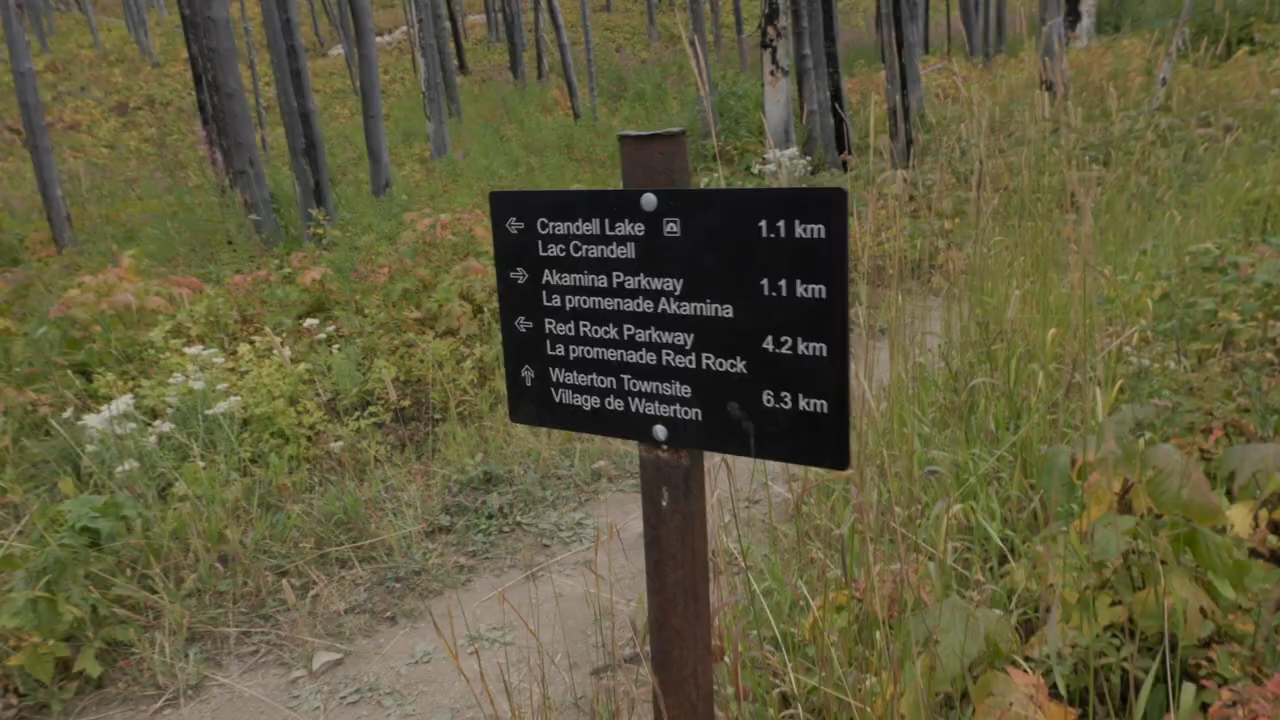 Crandell Lake 1.1 km
Lac Crandell
Akamina Parkway 1.1 km
La promenade Akamina
Red Rock Parkway 4.2 km
La promenade Red Rock
Waterton Townsite 6.3 km
Village de Waterton